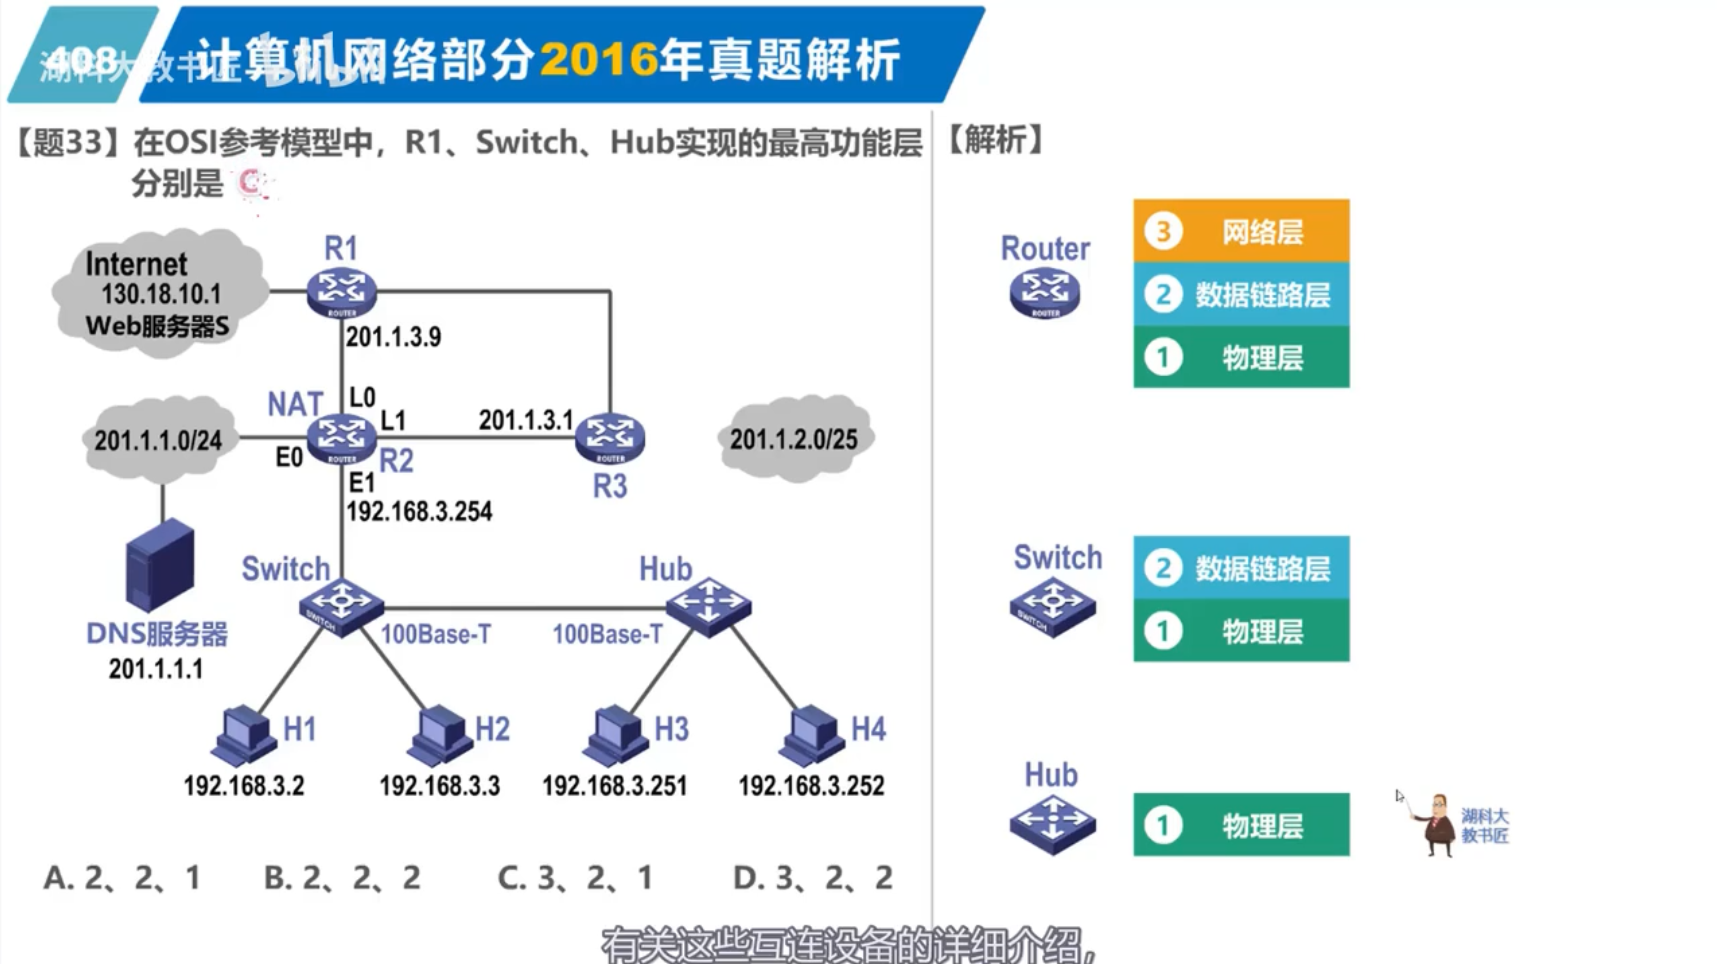 408
计算机网络部分2016年真题解析
湖科大教书匠 bilibili
【题33】在OSI参考模型中，R1、Switch、Hub实现的最高功能层
分别是 C
R1
Internet
130.18.10.1
Web服务器S
ROUTER
201.1.3.9
NAT
L0
L1
201.1.3.1
201.1.1.0/24
E0
ROUTER
R2
ROUTER
R3
201.1.2.0/25
E1
192.168.3.254
Switch
Hub
SWITCH
100Base-T
100Base-T
DNS服务器
201.1.1.1
H1
H2
H3
H4
192.168.3.2
192.168.3.3
192.168.3.251
192.168.3.252
A. 2、2、1
B. 2、2、2
C. 3、2、1
D. 3、2、2
【解析】
Router
ROUTER
3 网络层
2 数据链路层
1 物理层
Switch
SWITCH
2 数据链路层
1 物理层
Hub
1 物理层
湖科大
教书匠
有关这些互连设备的详细介绍，